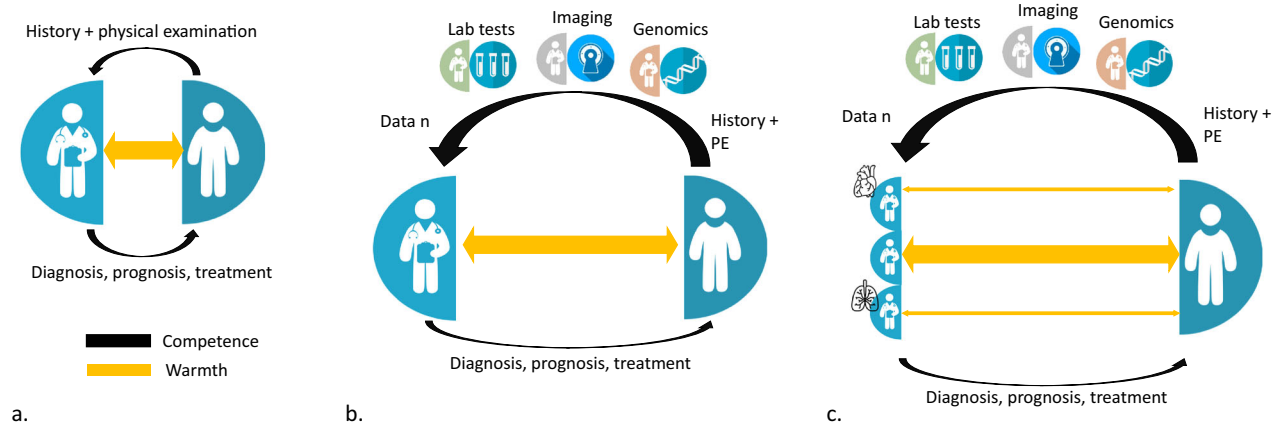 History + physical examination
Diagnosis, prognosis, treatment
Competence
Warmth
a.
Lab tests
Imaging
Genomics
Data n
History +
PE
Diagnosis, prognosis, treatment
b.
Lab tests
Imaging
Genomics
Data n
History +
PE
Diagnosis, prognosis, treatment
c.